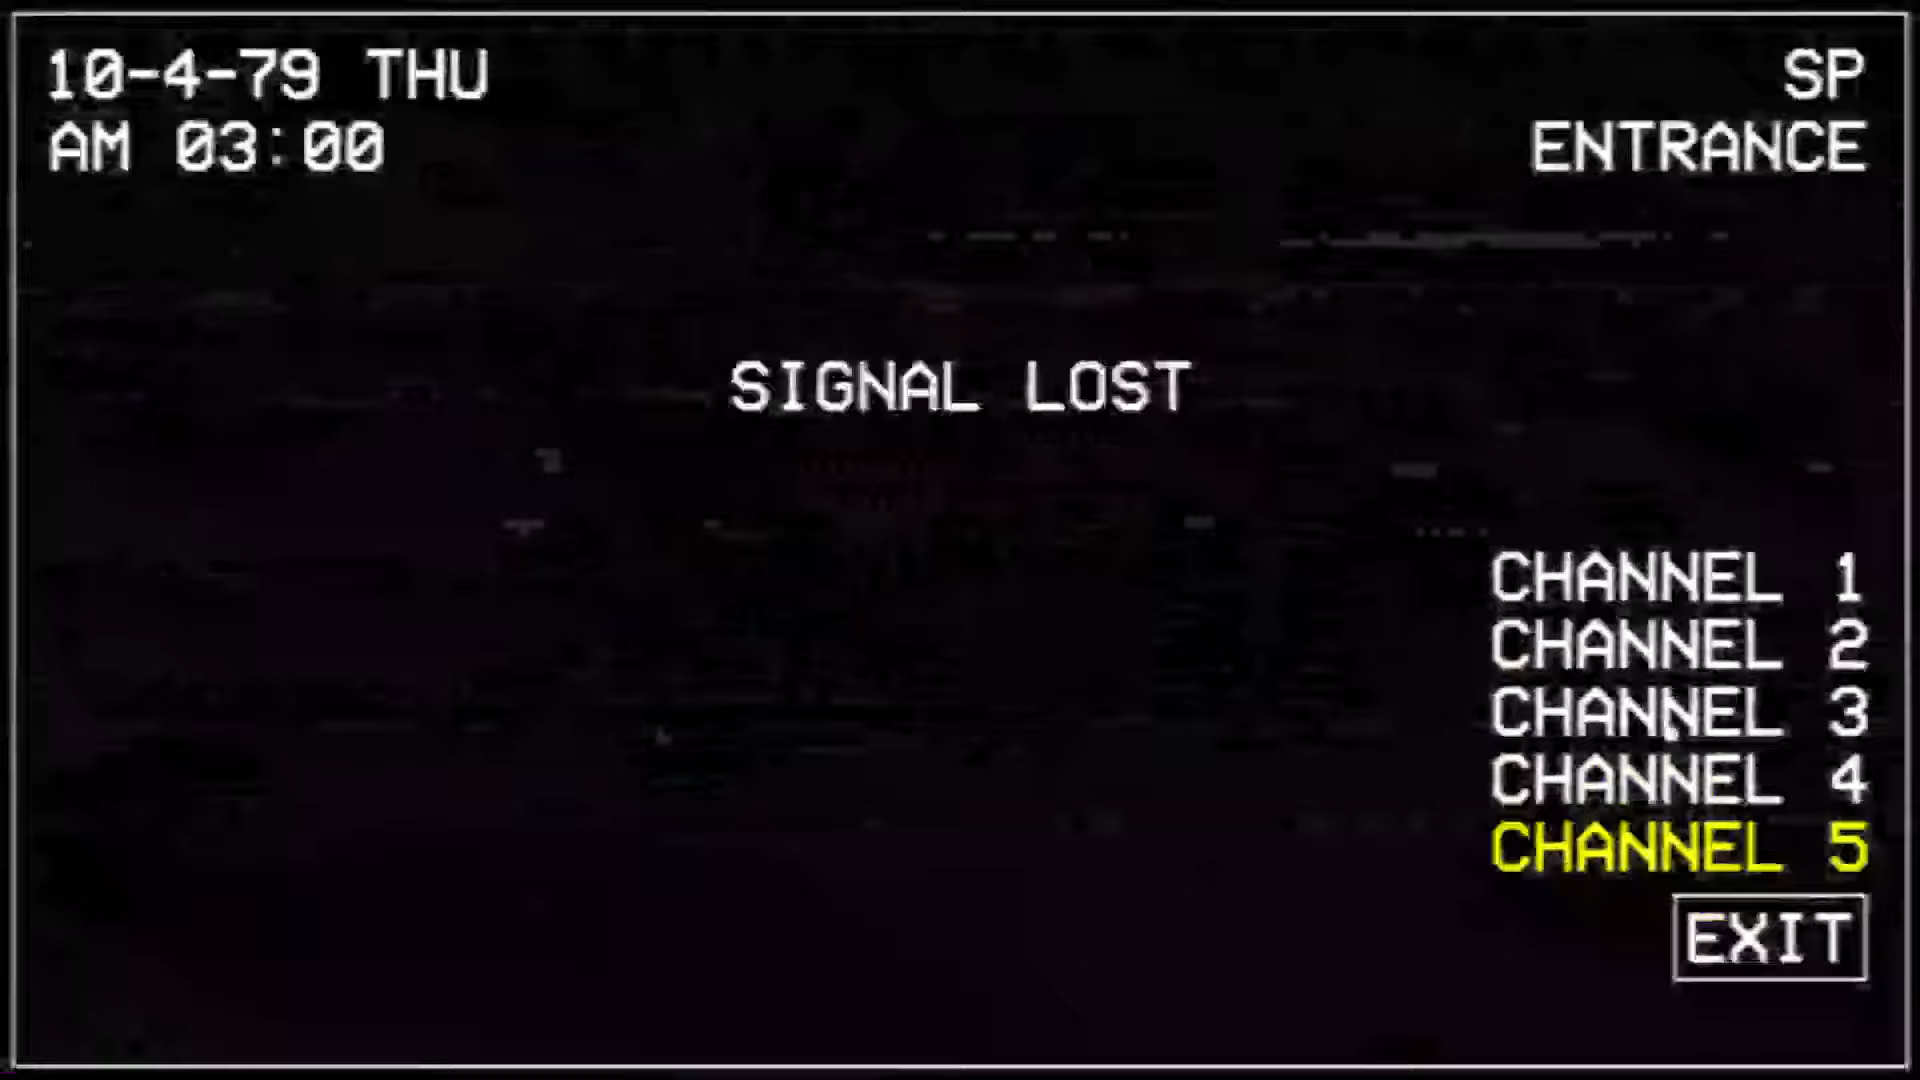 10-4-79 THU
AM 03:00
SP
ENTRANCE
SIGNAL LOST
CHANNEL 1
CHANNEL 2
CHANNEL 3
CHANNEL 4
CHANNEL 5
EXIT